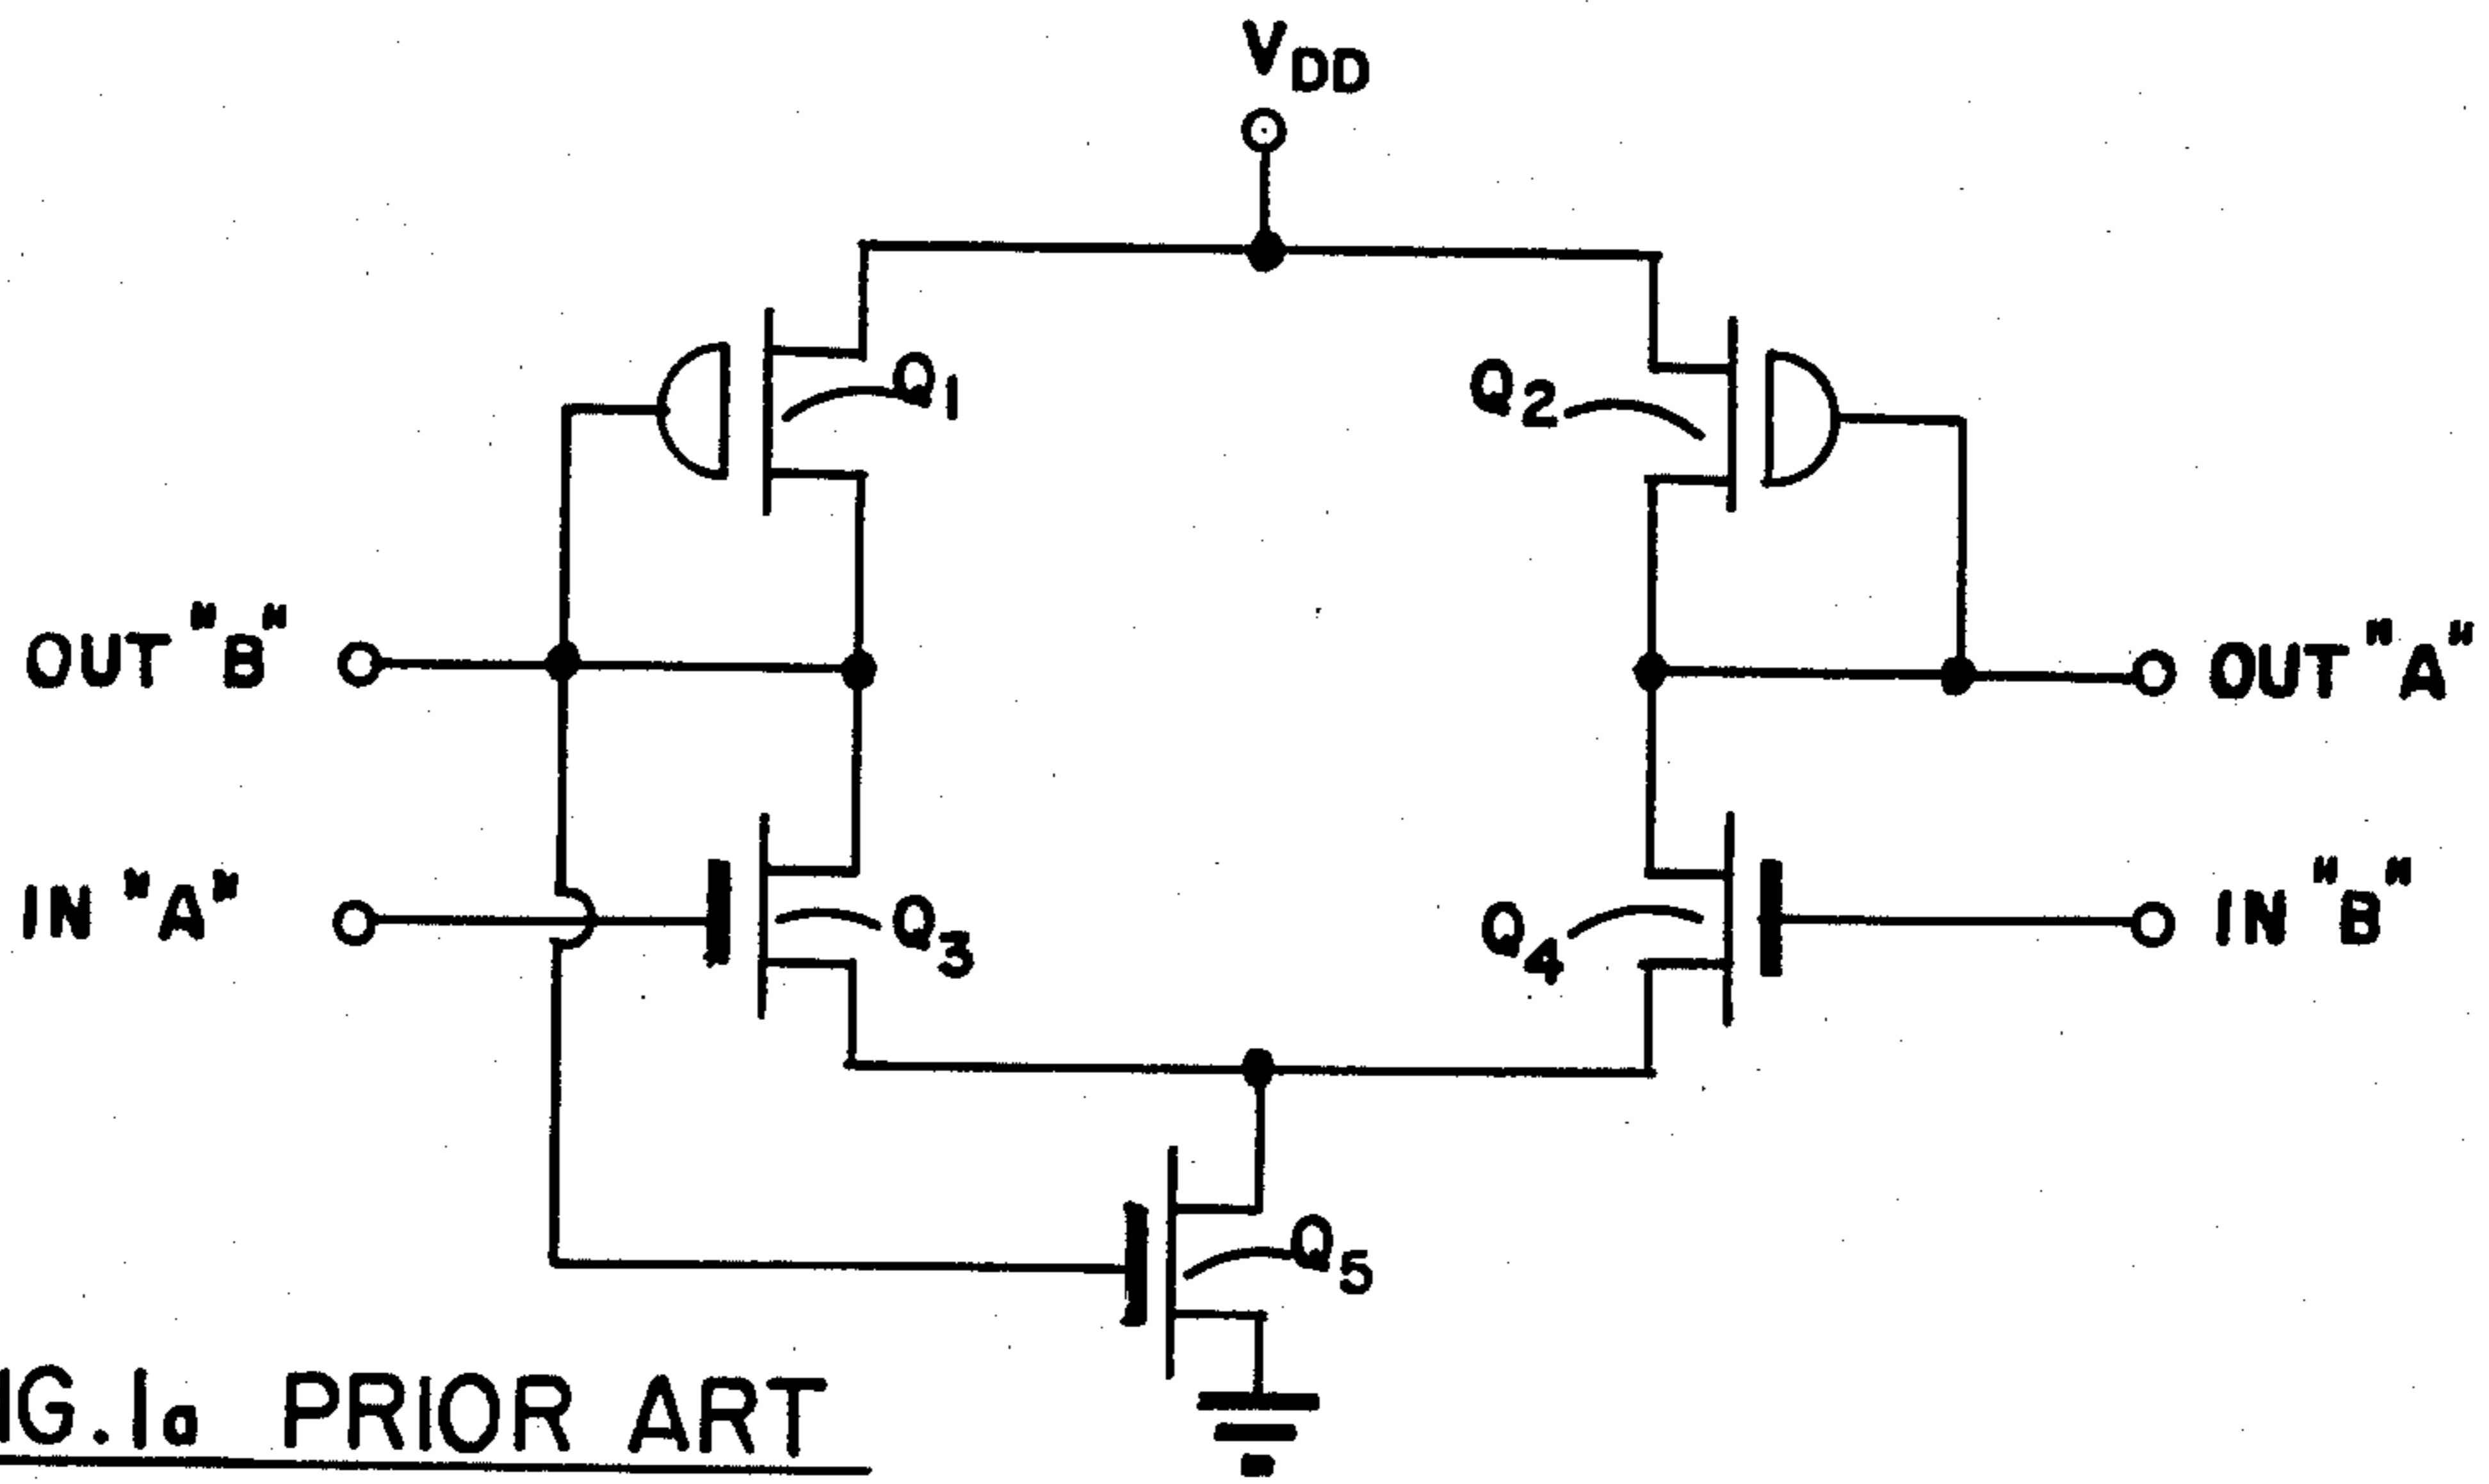 VDD
Q1
Q2
OUT "B"
OUT "A"
IN "A"
Q3
Q4
IN "B"
Q5
IG. 1a PRIOR ART